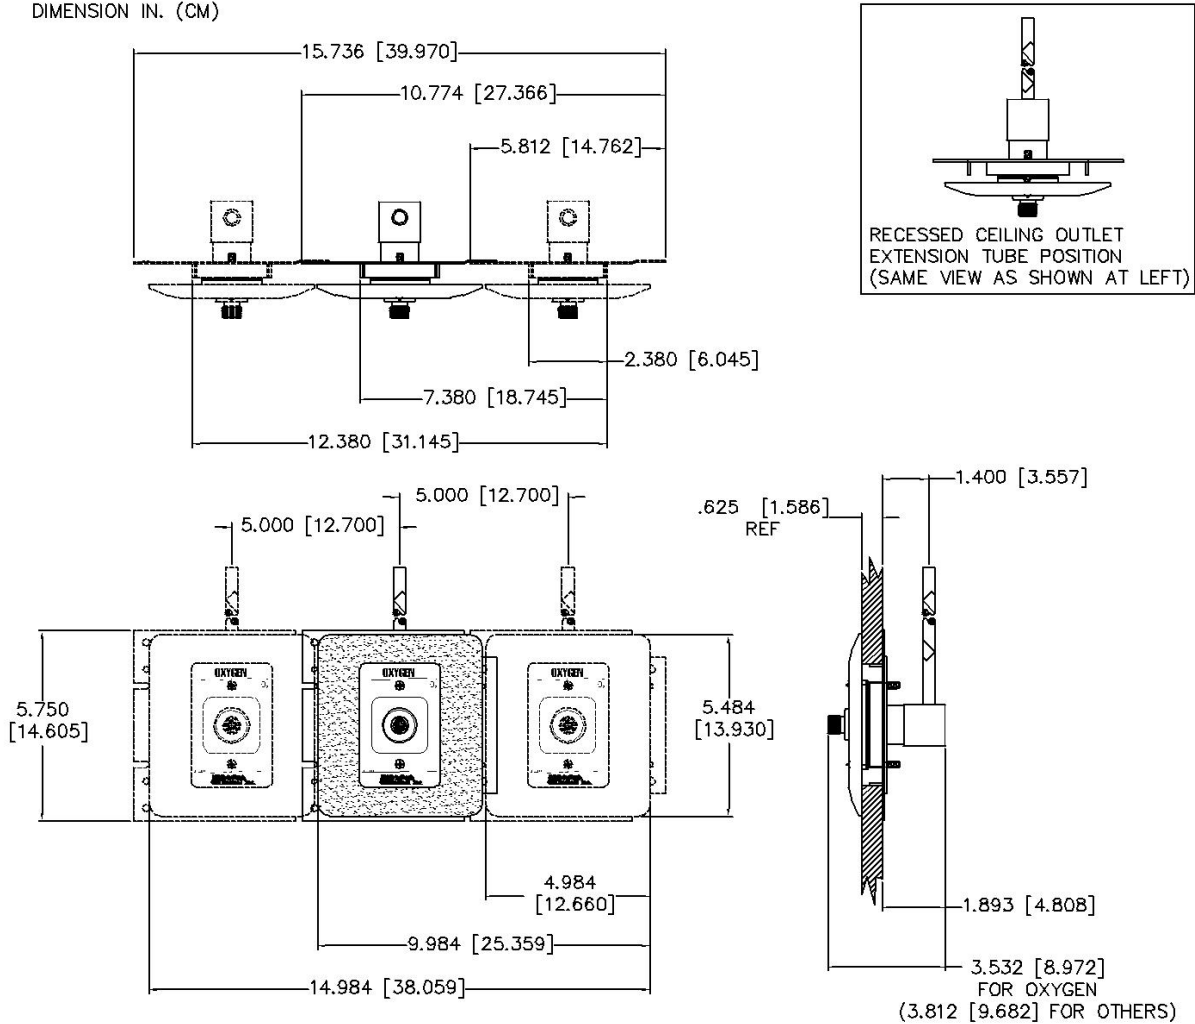 DIMENSION IN. (CM)
15.736 [39.970]
10.774 [27.366]
5.812 [14.762]
RECESSED CEILING OUTLET
EXTENSION TUBE POSITION
(SAME VIEW AS SHOWN AT LEFT)
2.380 [6.045]
7.380 [18.745]
12.380 [31.145]
5.000 [12.700]
5.000 [12.700]
1.400 [3.557]
.625 [1.586]
REF
OXYGEN
OXYGEN
OXYGEN
5.750
[14.605]
5.484
[13.930]
4.984
[12.660]
9.984 [25.359]
14.984 [38.059]
1.893 [4.808]
3.532 [8.972]
FOR OXYGEN
(3.812 [9.682] FOR OTHERS)